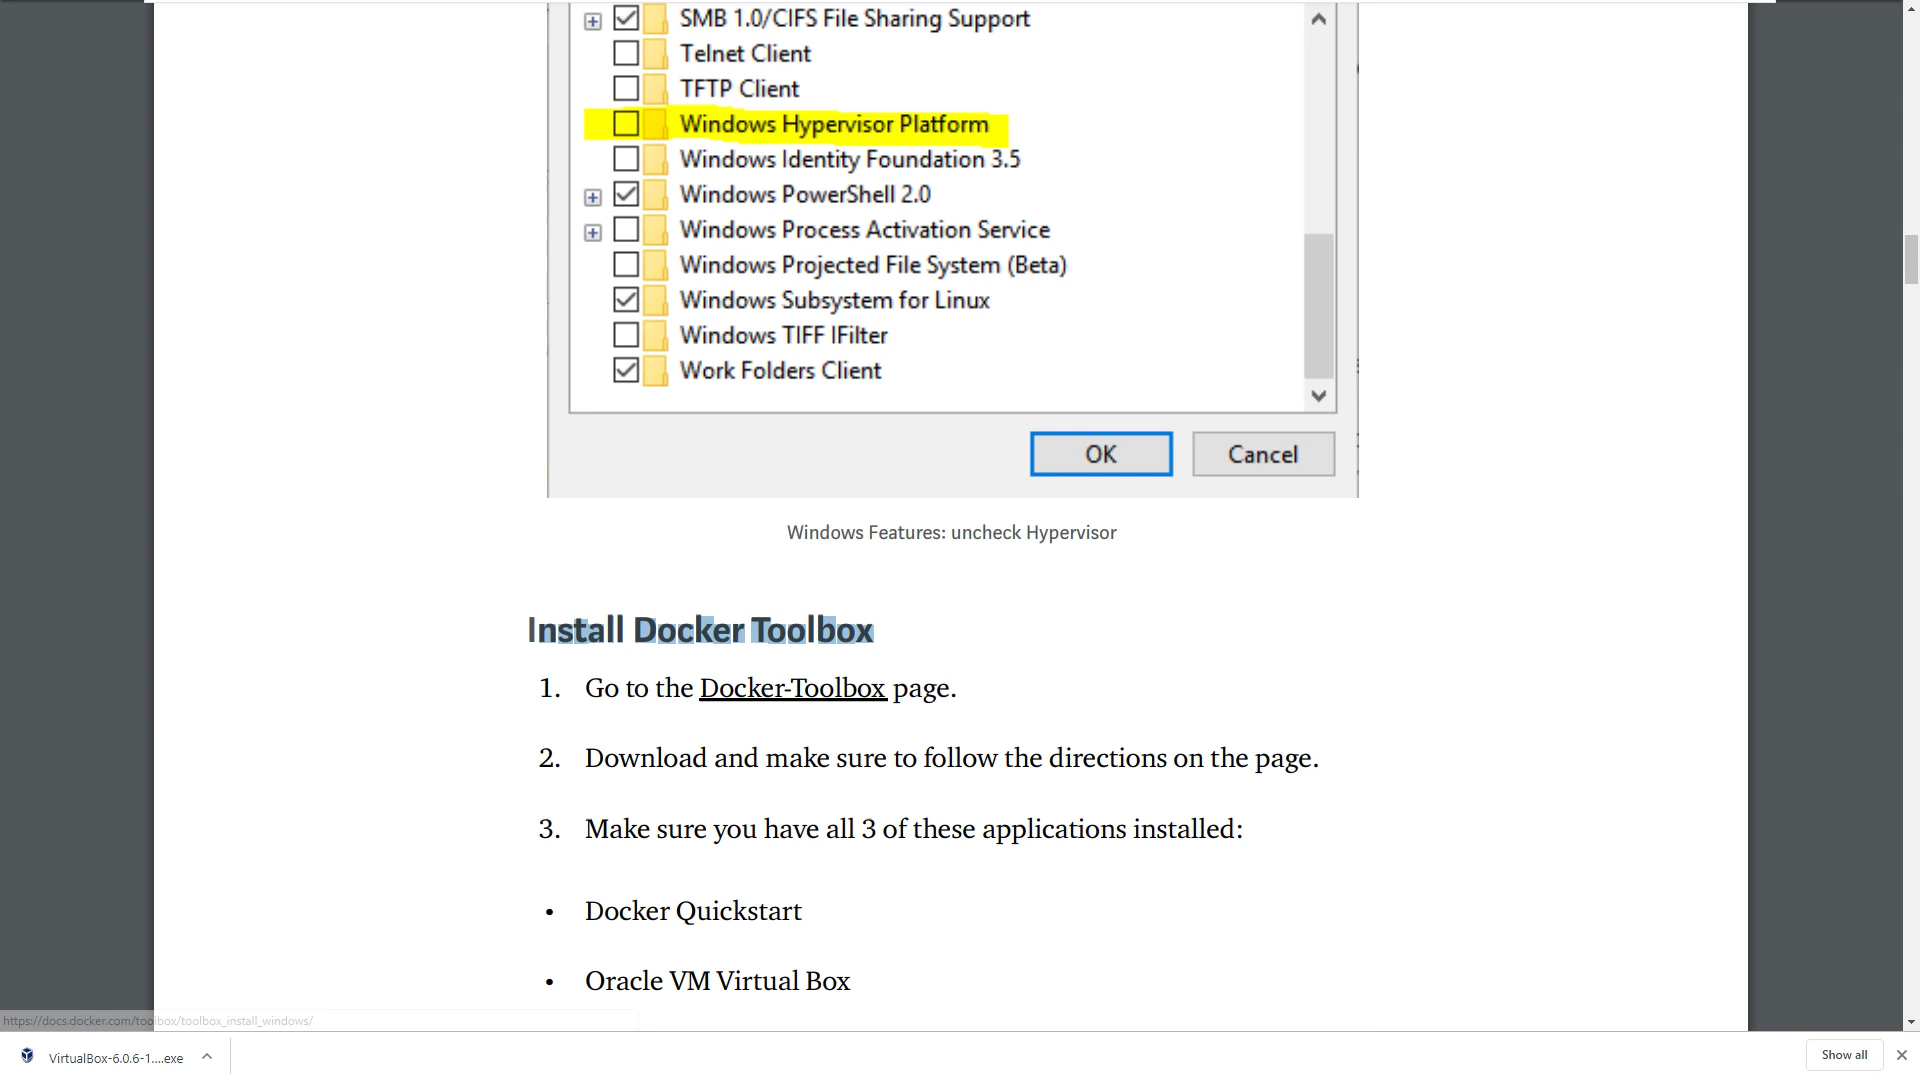 SMB 1.0/CIFS File Sharing Support
Telnet Client
TFTP Client
Windows Hypervisor Platform
Windows Identity Foundation 3.5
Windows PowerShell 2.0
Windows Process Activation Service
Windows Projected File System (Beta)
Windows Subsystem for Linux
Windows TIFF IFilter
Work Folders Client
OK Cancel
Windows Features: uncheck Hypervisor
Install Docker Toolbox
1. Go to the Docker-Toolbox page.
2. Download and make sure to follow the directions on the page.
3. Make sure you have all 3 of these applications installed:
• Docker Quickstart
• Oracle VM Virtual Box
https://docs.docker.com/toolbox/toolbox_install_windows/
VirtualBox-6.0.6-1....exe
Show all